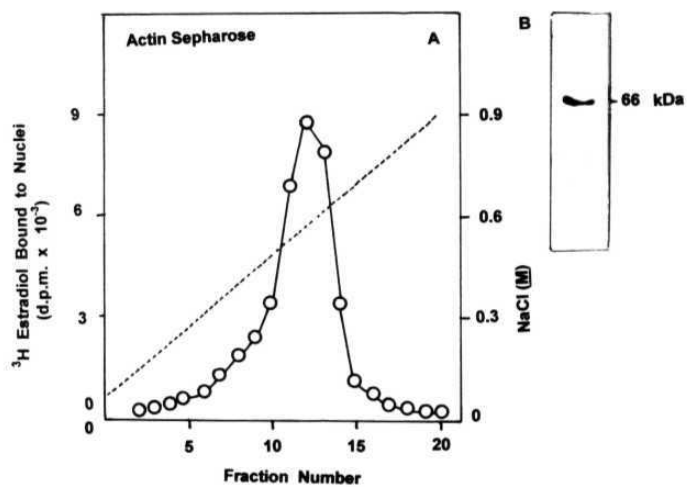 Actin Sepharose
A
B
66 kDa
³H Estradiol Bound to Nuclei
(d.p.m. x 10⁻³)
9
6
3
0
0
0.9
0.6
0.3
0
NaCl (M)
5
10
15
20
Fraction Number